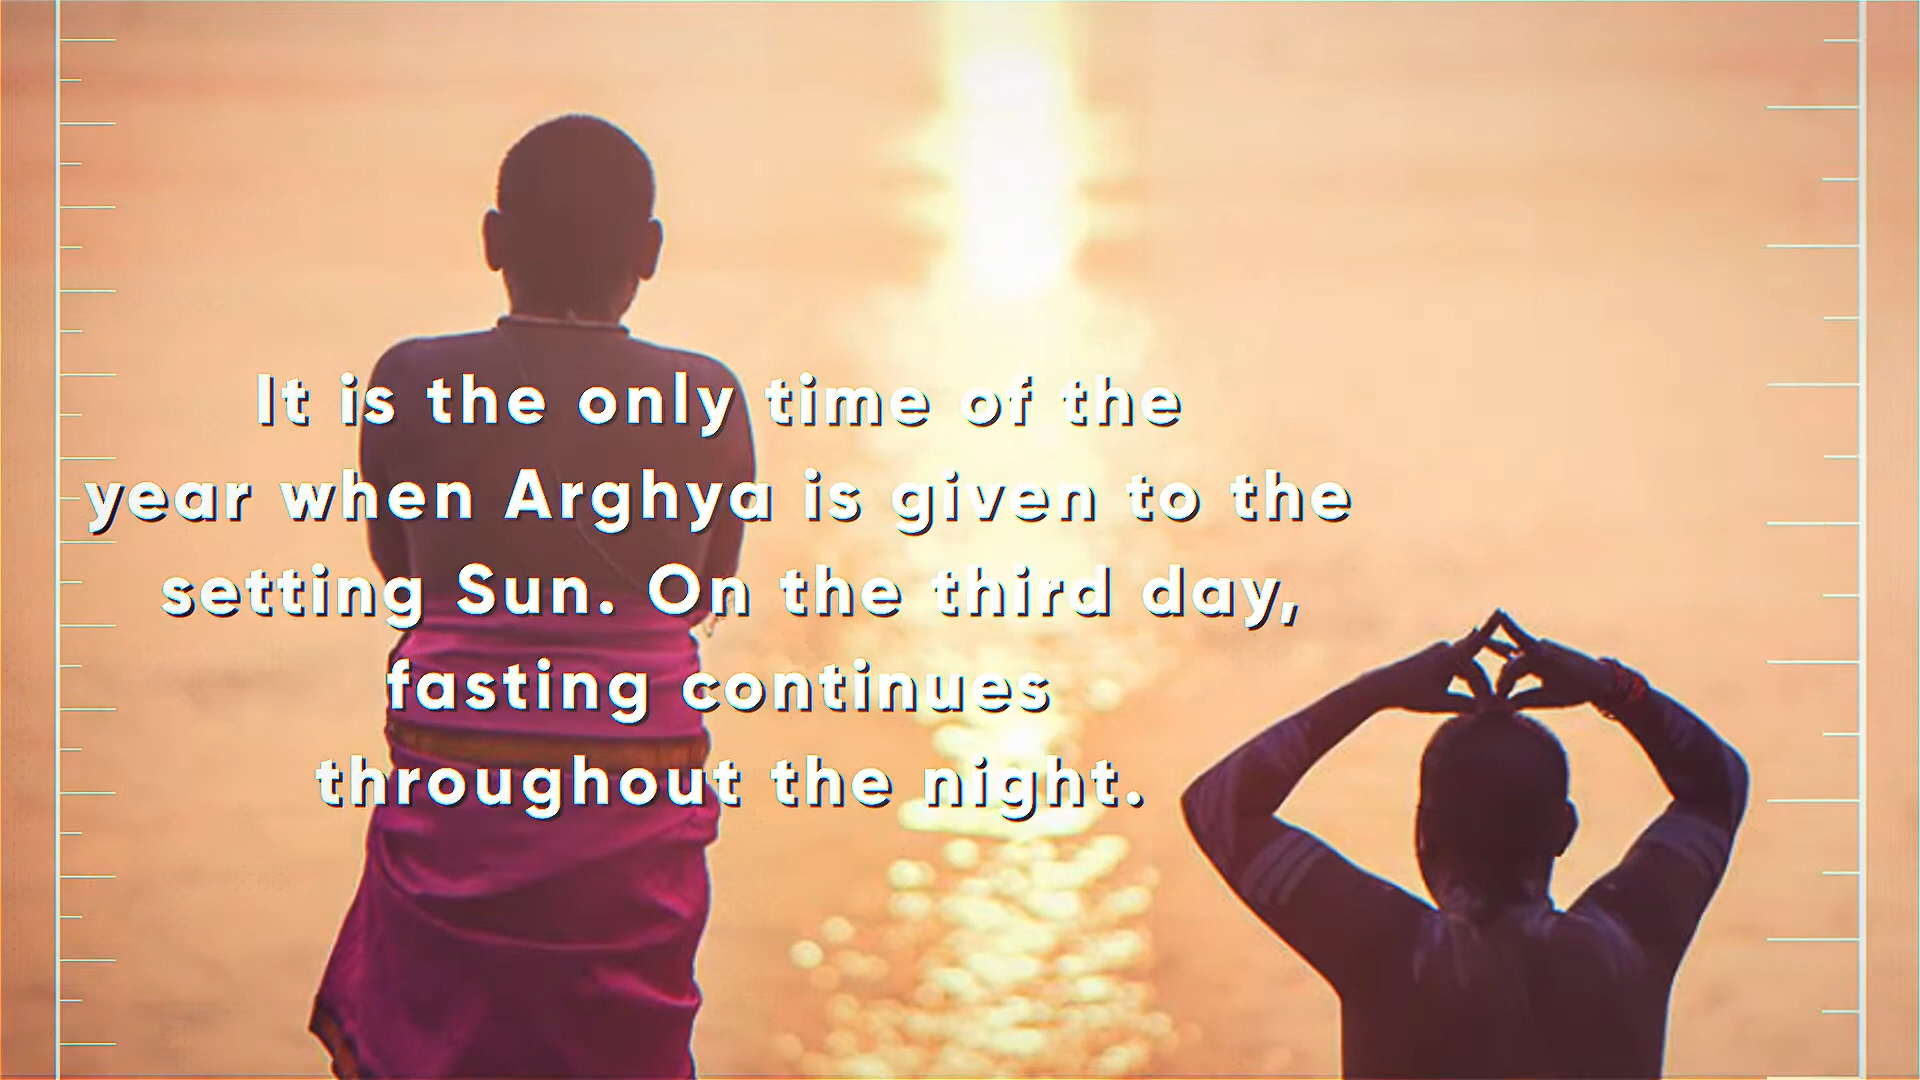 It is the only time of the
year when Arghya is given to the
setting Sun. On the third day,
fasting continues
throughout the night.